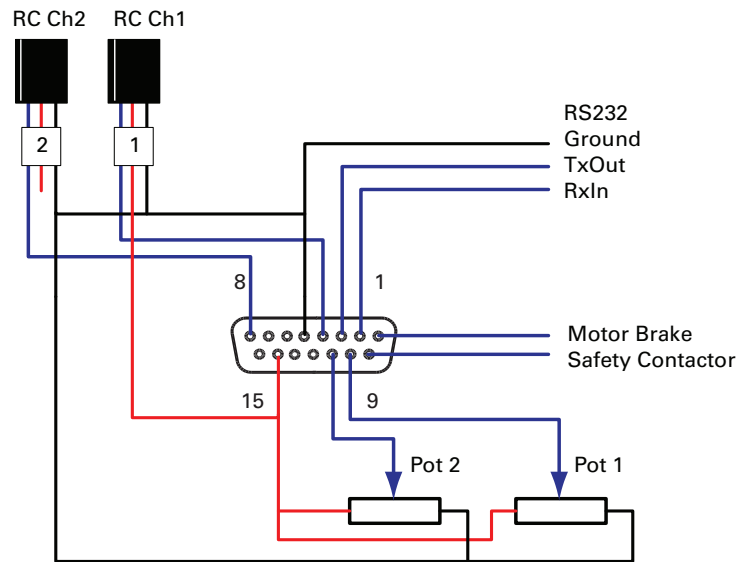 RC Ch2
RC Ch1
2
1
RS232
Ground
TxOut
RxIn
8
1
Motor Brake
Safety Contactor
15
9
Pot 2
Pot 1